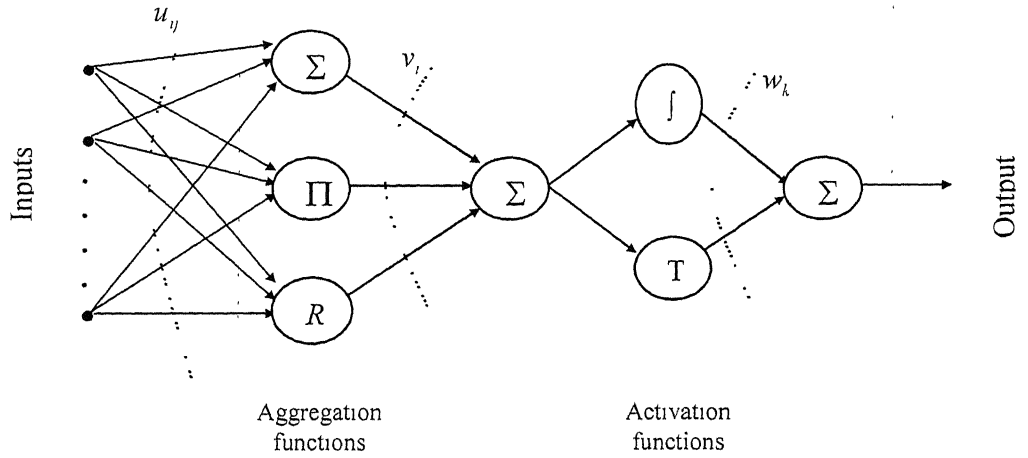 u_ij
Σ
v_i
∫
w_k
Inputs
Π
Σ
T
Σ
Output
R
Aggregation
functions
Activation
functions